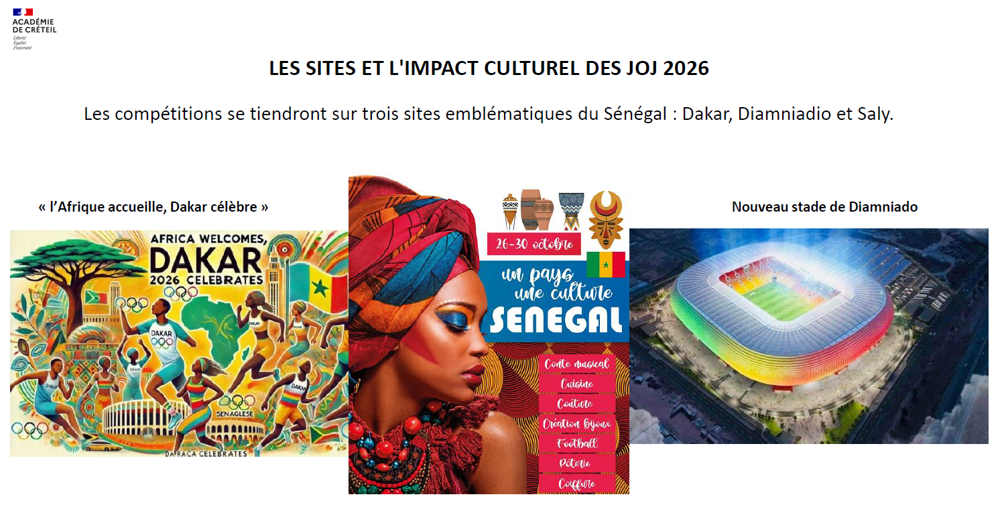 ACADÉMIE
DE CRÉTEIL
Liberté
Égalité
Fraternité
LES SITES ET L'IMPACT CULTUREL DES JOJ 2026
Les compétitions se tiendront sur trois sites emblématiques du Sénégal : Dakar, Diamniadio et Saly.
« l’Afrique accueille, Dakar célèbre »
AFRICA WELCOMES,
DAKAR
2026 CELEBRATES
DAKAR
DAKAR
DAKAR
DAKAR
SENAGLESE
DAFRACA CELEBRATES
26-30 octobre
un pays
une culture
SENEGAL
Conte musical
Cuisine
Couture
Création bijoux
Football
Poterie
Coiffure
Nouveau stade de Diamniado